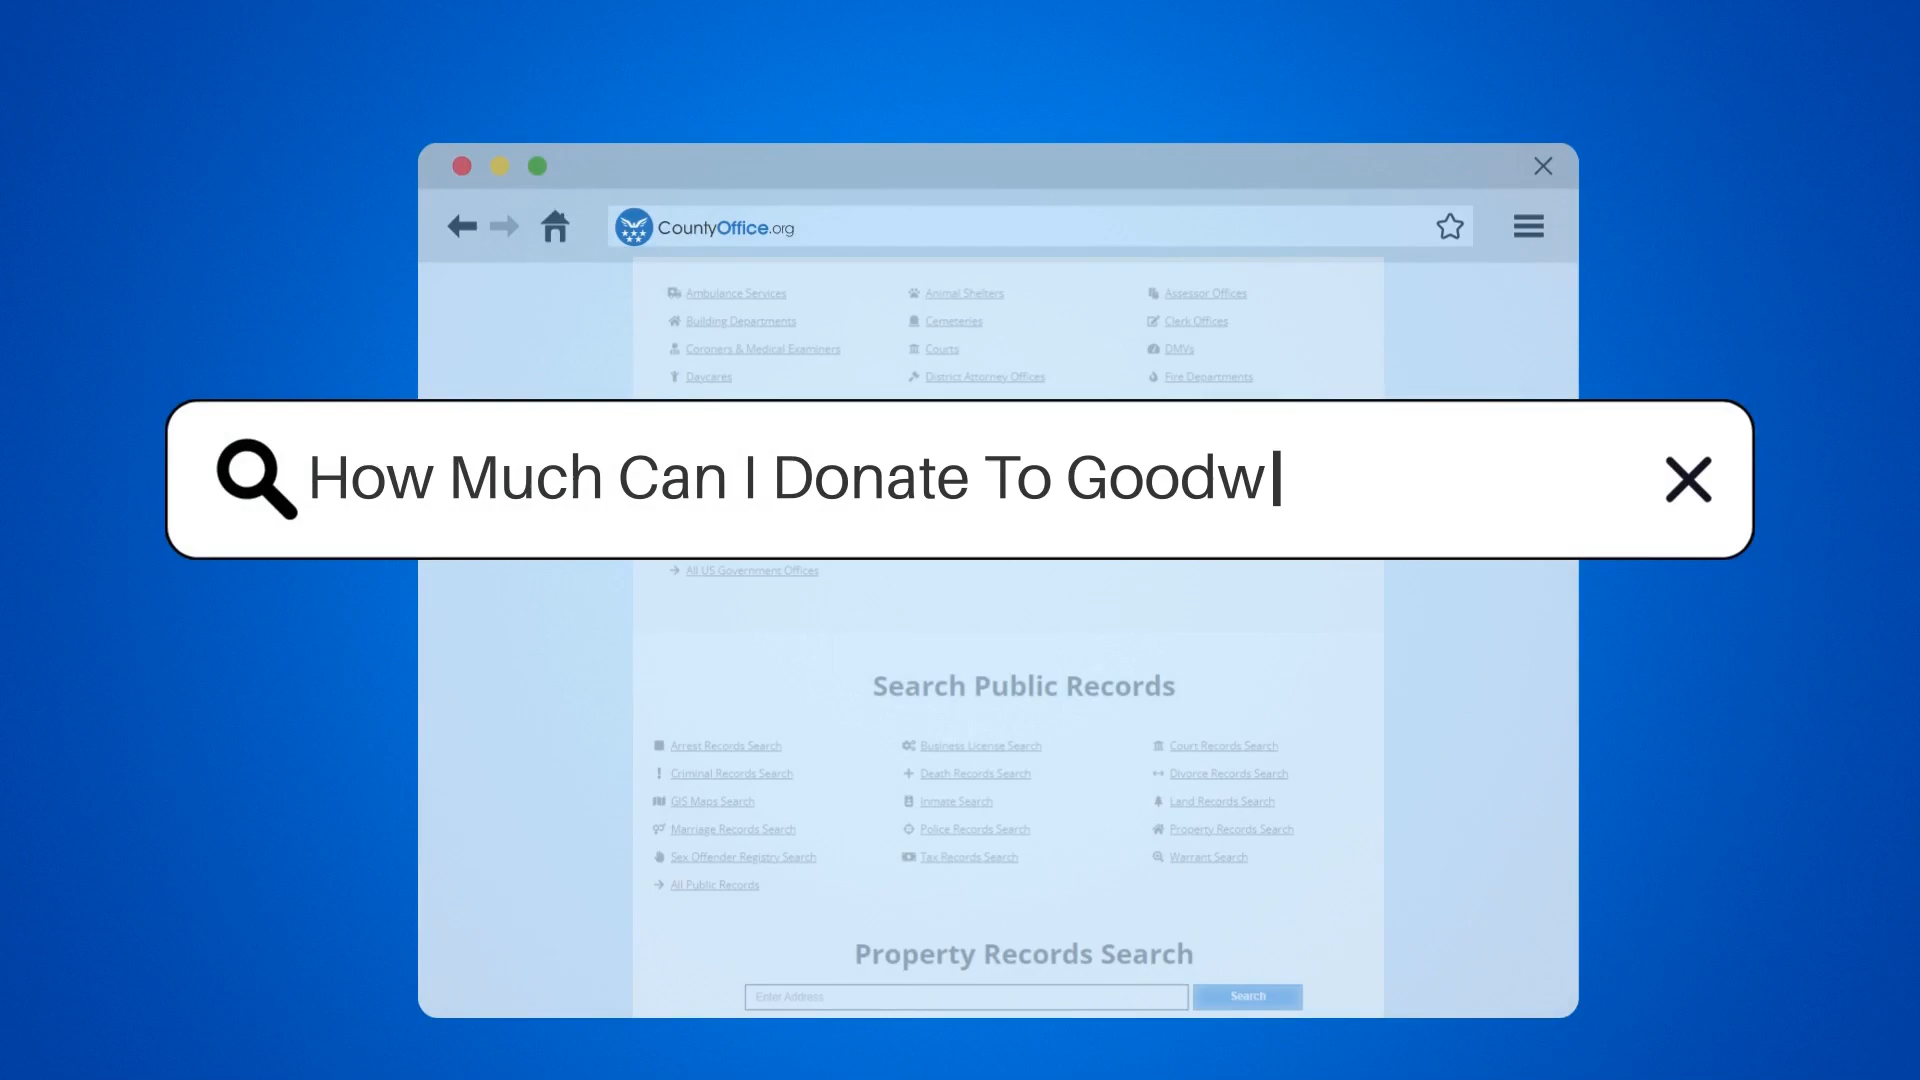 CountyOffice.org
Ambulance Services Animal Shelters Assessor Offices
Building Departments Cemeteries Clerk Offices
Coroners & Medical Examiners Courts DMVs
Daycares District Attorney Offices Fire Departments
How Much Can I Donate To Goodw
All US Government Offices
Search Public Records
Arrest Records Search Business License Search Court Records Search
Criminal Records Search Death Records Search Divorce Records Search
GIS Maps Search Inmate Search Land Records Search
Marriage Records Search Police Records Search Property Records Search
Sex Offender Registry Search Tax Records Search Warrant Search
All Public Records
Property Records Search
Enter Address Search